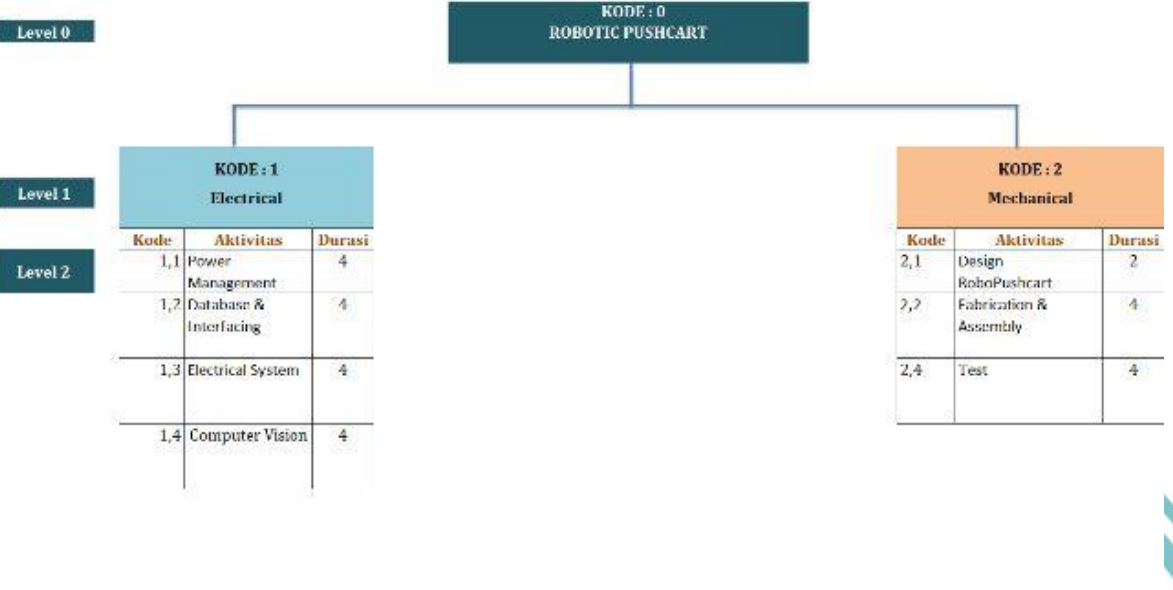 KODE : 0
Level 0
ROBOTIC PUSHCART
KODE : 1
Level 1
Electrical
Kode Aktivitas Durasi
Level 2
1,1 Power 4
Management
1,2 Database & 4
Interfacing
1,3 Electrical System 4
1,4 Computer Vision 4
KODE : 2
Mechanical
Kode Aktivitas Durasi
2,1 Design 2
RoboPushcart
2,2 Fabrication & 4
Assembly
2,4 Test 4